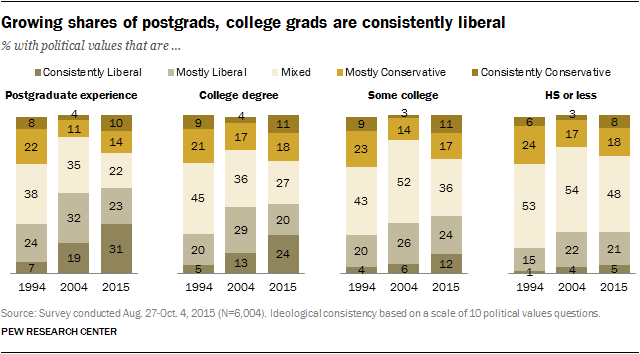 Growing shares of postgrads, college grads are consistently liberal
% with political values that are ...
Consistently Liberal Mostly Liberal Mixed Mostly Conservative Consistently Conservative
Postgraduate experience College degree Some college HS or less
8 4 10 9 4 11 9 3 11 6 3 8
22 11 14 21 17 18 23 14 17 24 17 18
38 35 22 45 36 27 43 52 36 53 54 48
24 32 23 20 29 20 20 26 24 15 22 21
7 19 31 5 13 24 4 6 12 1 4 5
1994 2004 2015 1994 2004 2015 1994 2004 2015 1994 2004 2015
Source: Survey conducted Aug. 27-Oct. 4, 2015 (N=6,004). Ideological consistency based on a scale of 10 political values questions.
PEW RESEARCH CENTER